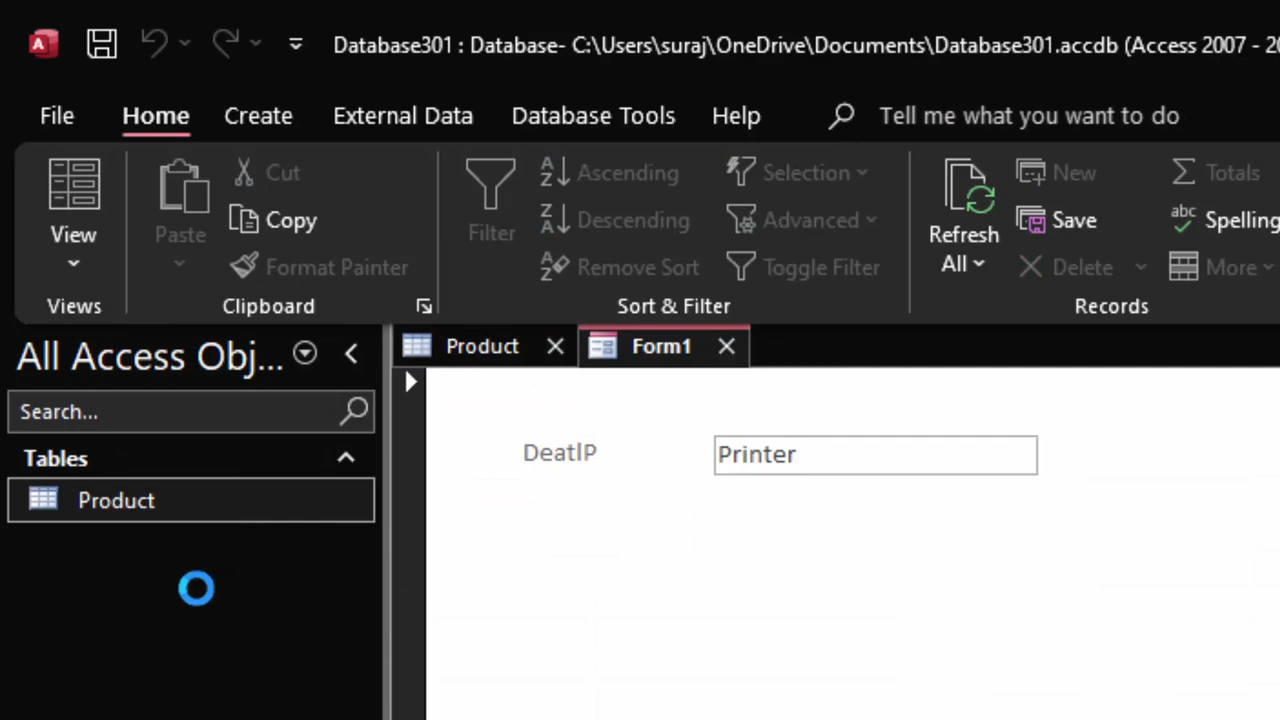 A
Database301 : Database- C:\Users\suraj\OneDrive\Documents\Database301.accdb (Access 2007 - 20
File Home Create External Data Database Tools Help Tell me what you want to do
View
Views
Paste
Cut
Copy
Format Painter
Clipboard
Filter
Ascending
Descending
Remove Sort
Selection
Advanced
Toggle Filter
Sort & Filter
Refresh
All
New
Save
Delete
Totals
Spelling
More
Records
All Access Obj...
Search...
Tables
Product
Product
Form1
DeatlP
Printer